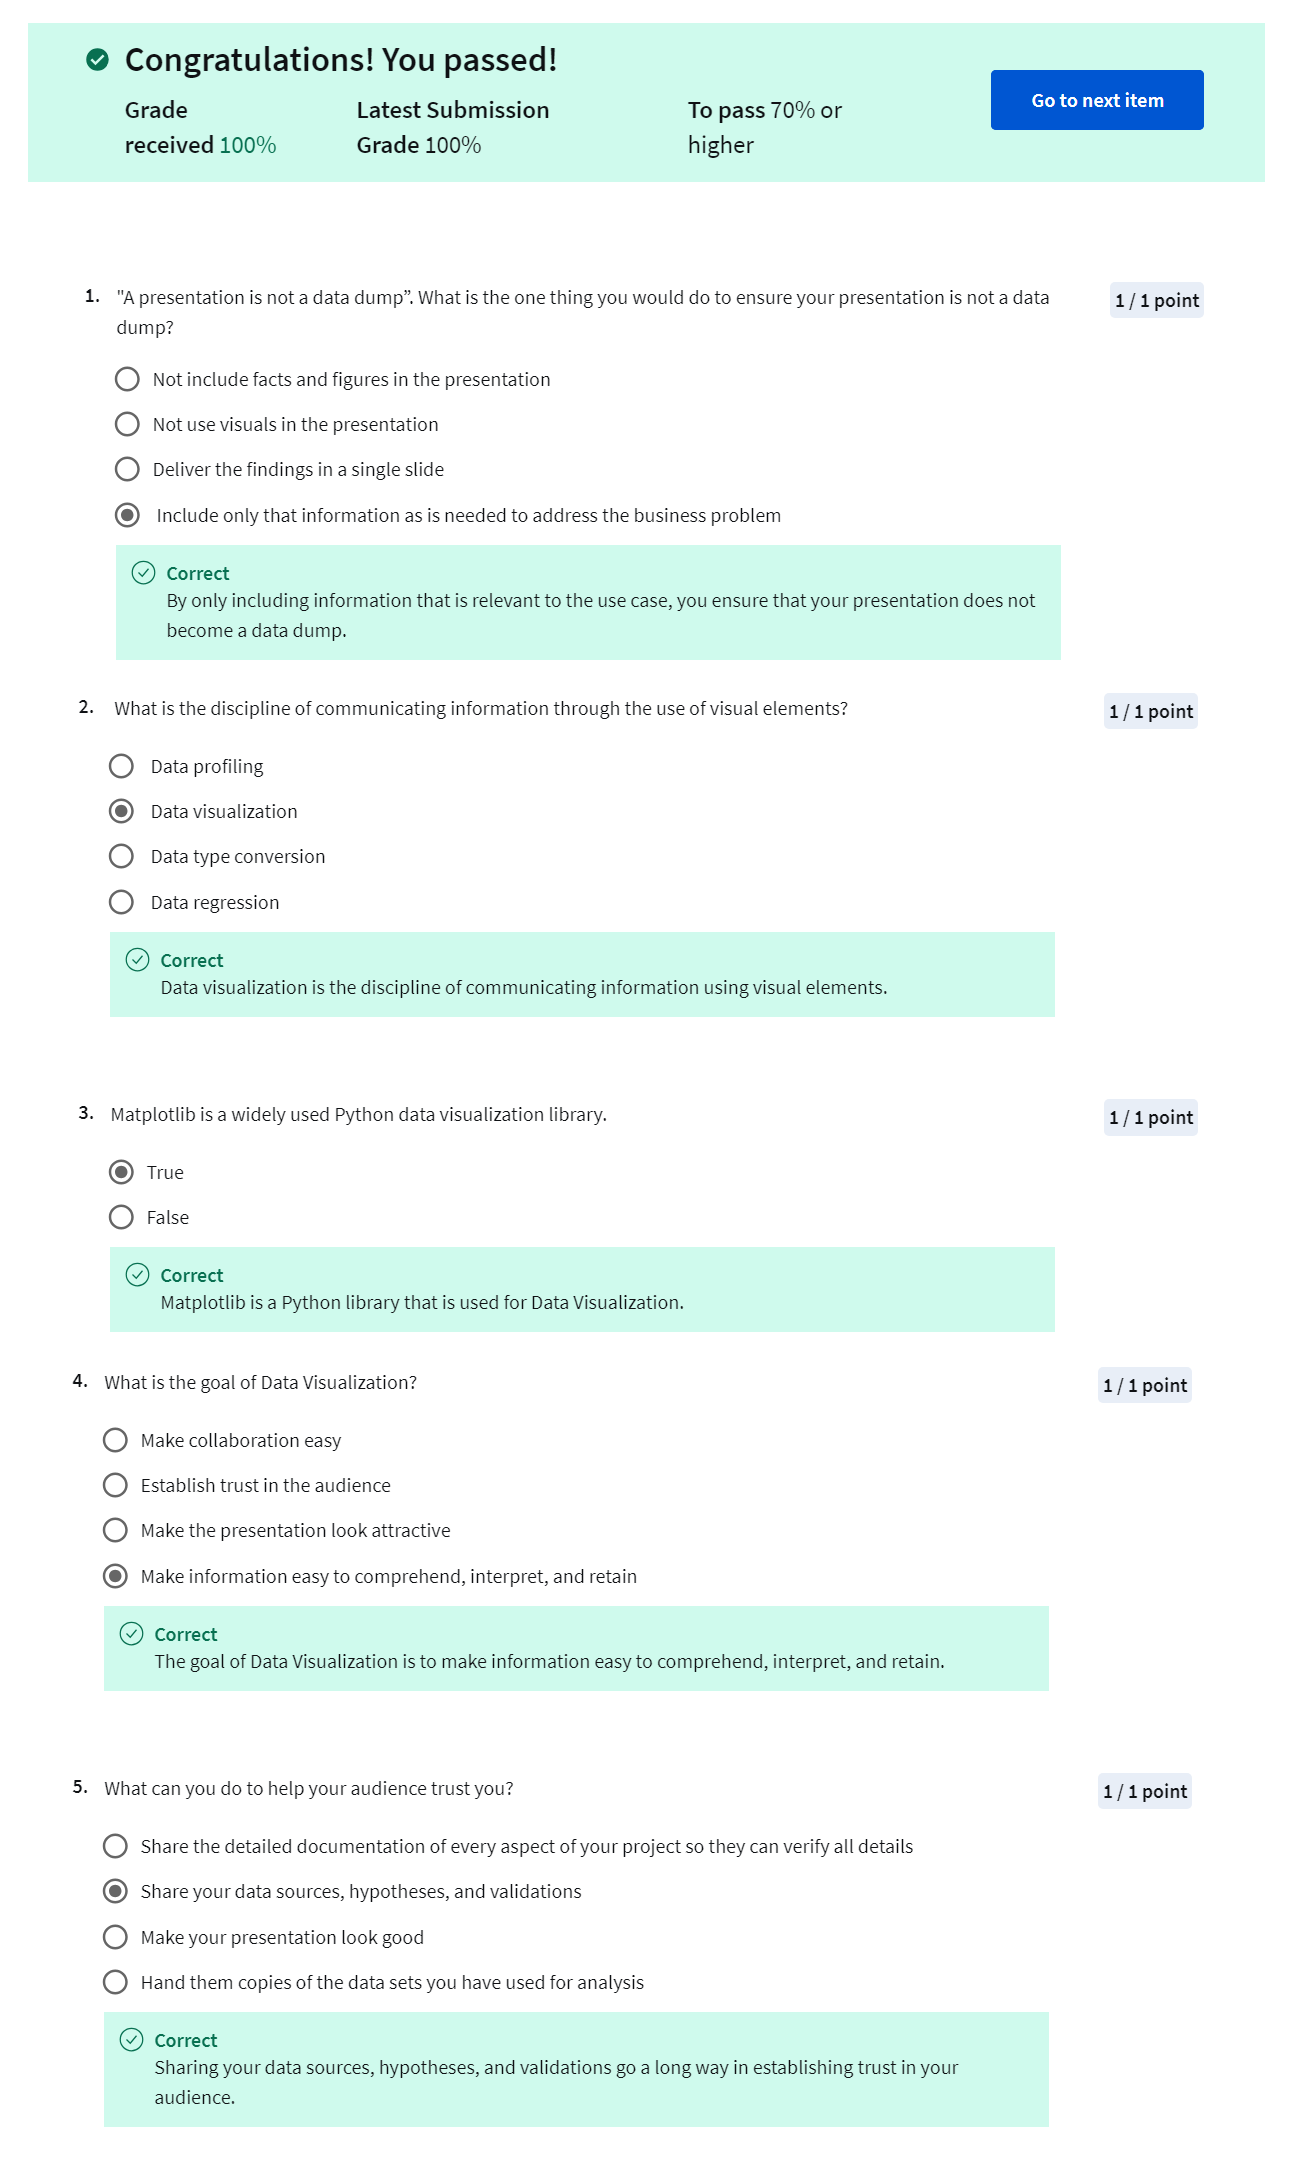 Congratulations! You passed!
Grade received 100%
Latest Submission Grade 100%
To pass 70% or higher
Go to next item
1. "A presentation is not a data dump”. What is the one thing you would do to ensure your presentation is not a data
dump?
1 / 1 point
Not include facts and figures in the presentation
Not use visuals in the presentation
Deliver the findings in a single slide
Include only that information as is needed to address the business problem
Correct
By only including information that is relevant to the use case, you ensure that your presentation does not
become a data dump.
2. What is the discipline of communicating information through the use of visual elements?
1 / 1 point
Data profiling
Data visualization
Data type conversion
Data regression
Correct
Data visualization is the discipline of communicating information using visual elements.
3. Matplotlib is a widely used Python data visualization library.
1 / 1 point
True
False
Correct
Matplotlib is a Python library that is used for Data Visualization.
4. What is the goal of Data Visualization?
1 / 1 point
Make collaboration easy
Establish trust in the audience
Make the presentation look attractive
Make information easy to comprehend, interpret, and retain
Correct
The goal of Data Visualization is to make information easy to comprehend, interpret, and retain.
5. What can you do to help your audience trust you?
1 / 1 point
Share the detailed documentation of every aspect of your project so they can verify all details
Share your data sources, hypotheses, and validations
Make your presentation look good
Hand them copies of the data sets you have used for analysis
Correct
Sharing your data sources, hypotheses, and validations go a long way in establishing trust in your
audience.